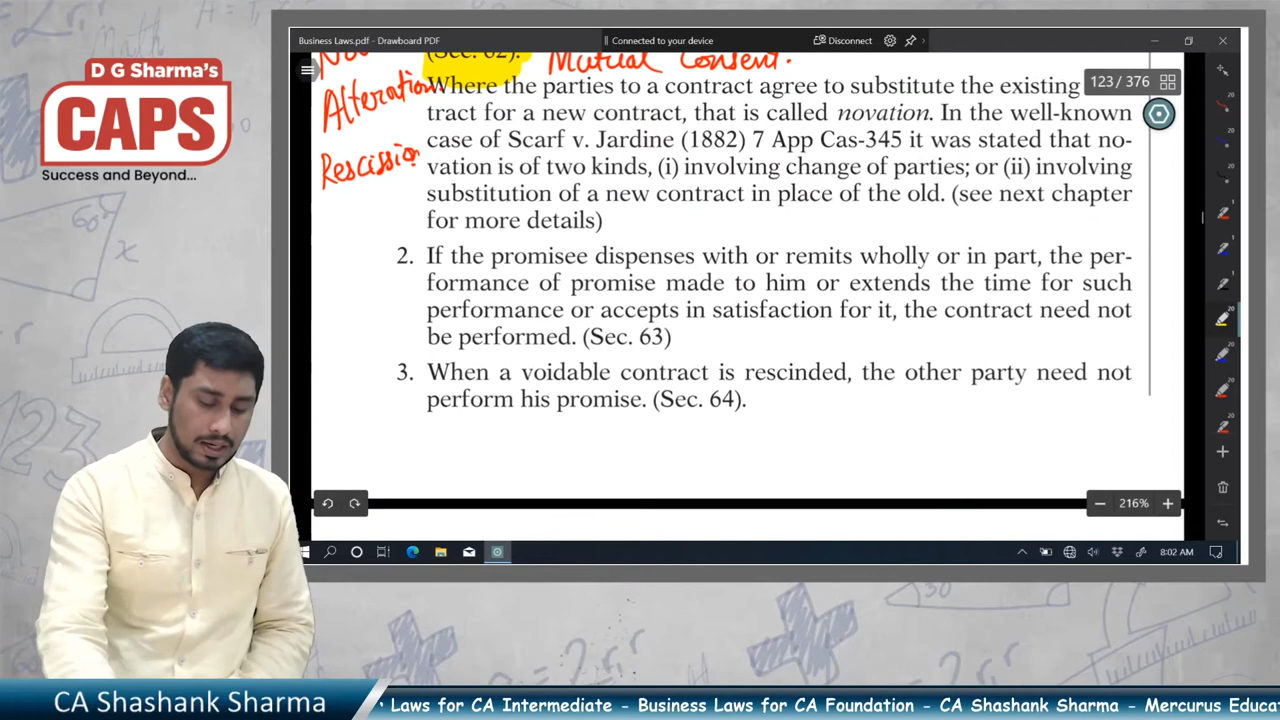 D G Sharma's
CAPS
Success and Beyond...
Business Laws.pdf - Drawboard PDF
Connected to your device
Disconnect
Mutual Consent.
123 / 376
Alteration
Where the parties to a contract agree to substitute the existing
tract for a new contract, that is called novation. In the well-known
case of Scarf v. Jardine (1882) 7 App Cas-345 it was stated that no-
Rescission
vation is of two kinds, (i) involving change of parties; or (ii) involving
substitution of a new contract in place of the old. (see next chapter
for more details)
2. If the promisee dispenses with or remits wholly or in part, the per-
formance of promise made to him or extends the time for such
performance or accepts in satisfaction for it, the contract need not
be performed. (Sec. 63)
3. When a voidable contract is rescinded, the other party need not
perform his promise. (Sec. 64).
216%
8:02 AM
CA Shashank Sharma
Laws for CA Intermediate - Business Laws for CA Foundation - CA Shashank Sharma - Mercurus Educa